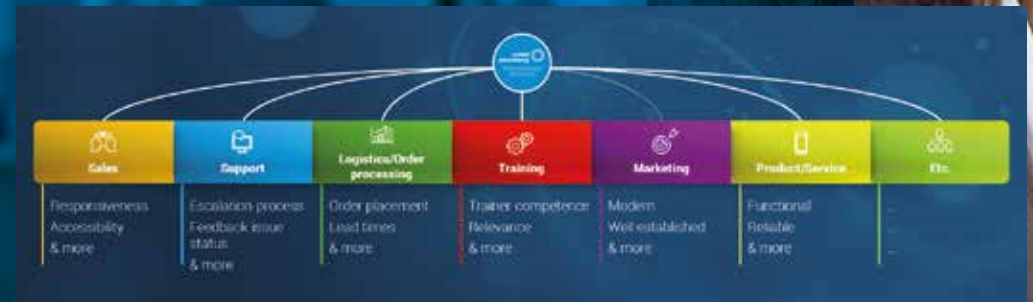 Sales
Support
Logistics/Order
processing
Training
Marketing
Product/Service
Etc.
Responsiveness
Accessibility
& more
Escalation process
Feedback issue
status
& more
Order placement
Lead times
& more
Trainer competence
Relevance
& more
Modern
Well established
& more
Functional
Reliable
& more
...
...
...